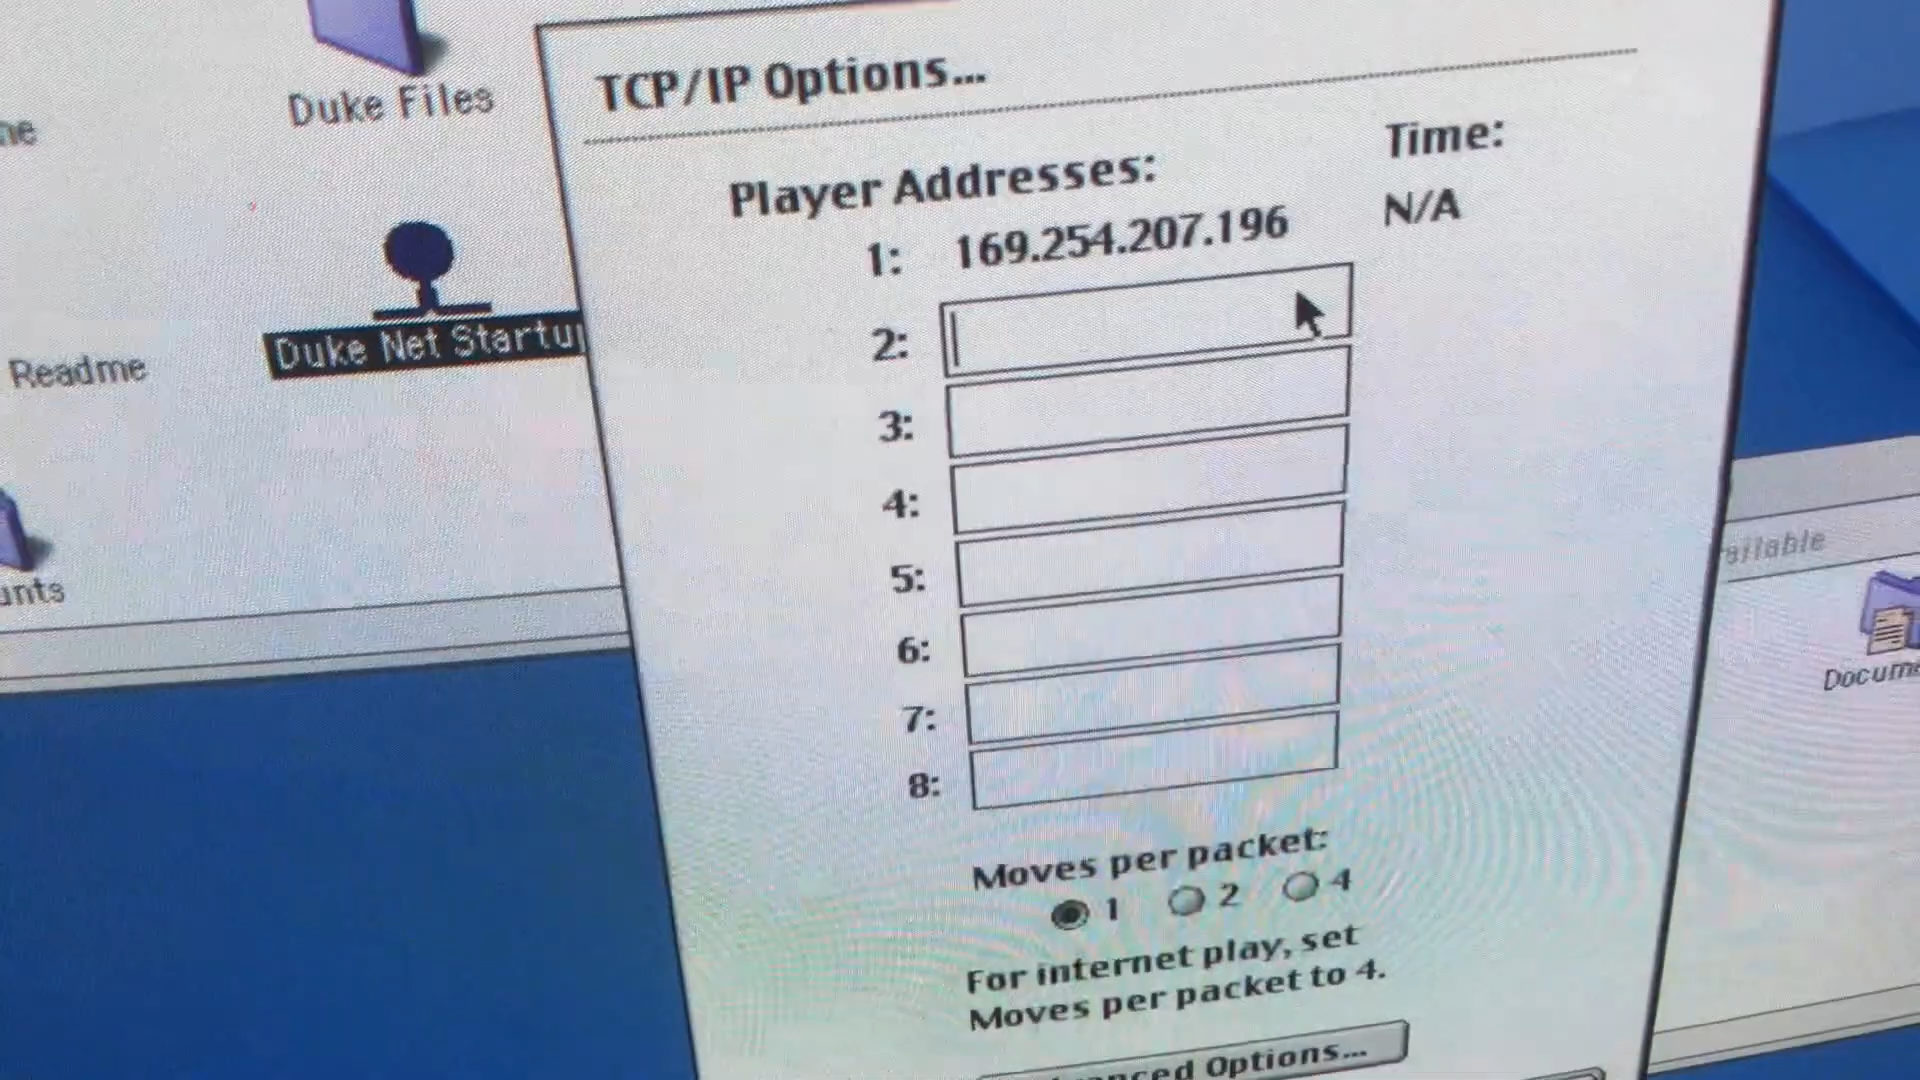 Duke Files
Duke Net Startup
Readme
TCP/IP Options...
Player Addresses:
Time:
1: 169.254.207.196
N/A
2:
3:
4:
5:
6:
7:
8:
Moves per packet:
1 2 4
For internet play, set
Moves per packet to 4.
Options...